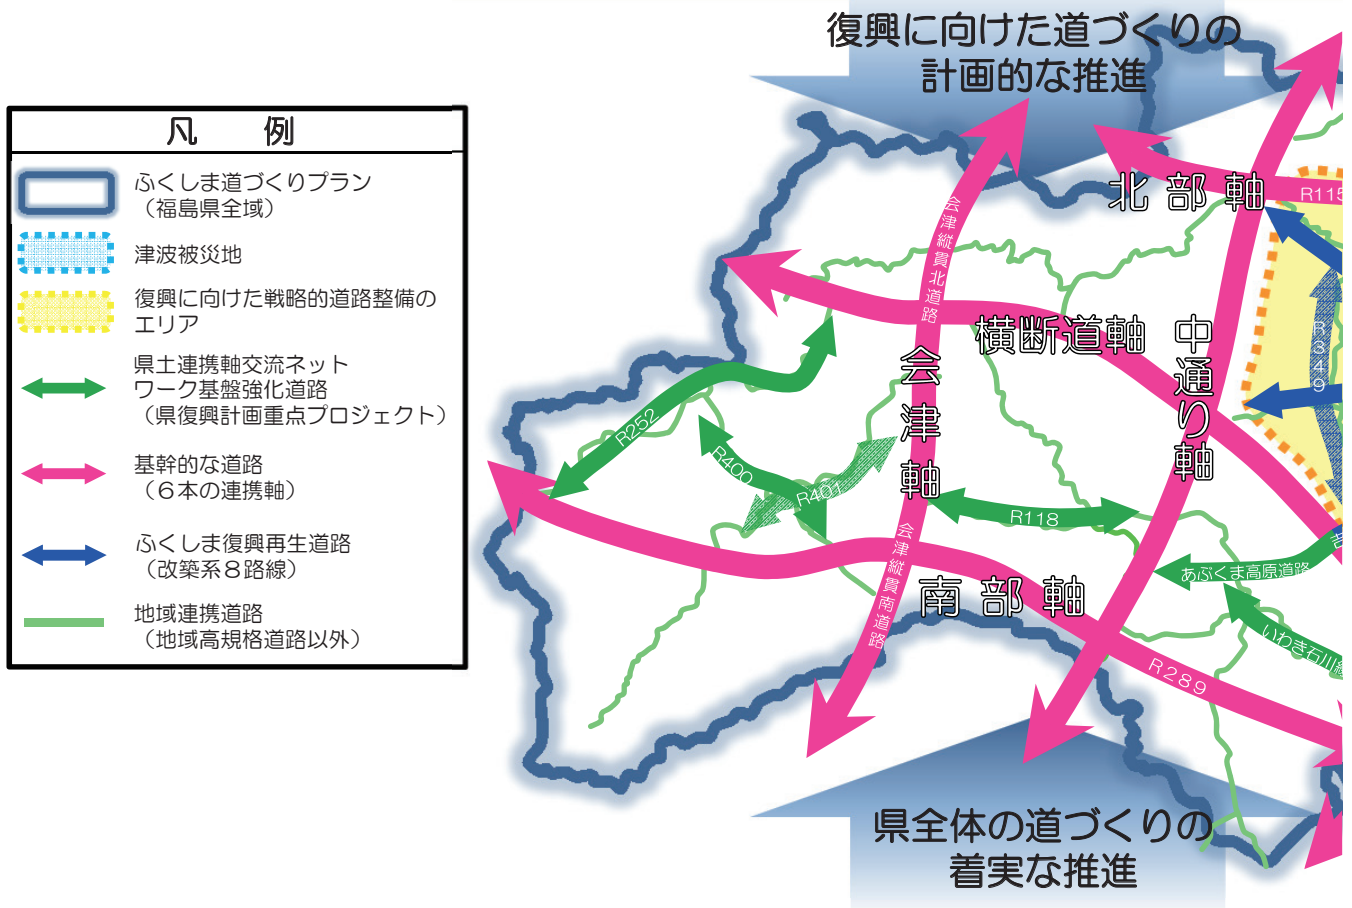 復興に向けた道づくりの
計画的な推進
凡　例
ふくしま道づくりプラン
（福島県全域）
津波被災地
復興に向けた戦略的道路整備の
エリア
県土連携軸交流ネット
ワーク基盤強化道路
（県復興計画重点プロジェクト）
基幹的な道路
（６本の連携軸）
ふくしま復興再生道路
（改築系８路線）
地域連携道路
（地域高規格道路以外）
北部軸
R115
会津縦貫北道路
横断道軸
中通り軸
R349
会津軸
R252
R400
R401
R118
あぶくま高原道路
会津縦貫南道路
南部軸
いわき石川線
R289
県全体の道づくりの
着実な推進